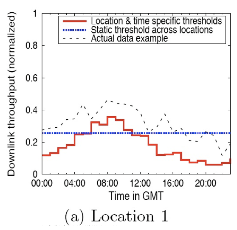 Location & time specific thresholds
Static threshold across locations
Actual data example
Downlink throughput (normalized)
1
0.8
0.6
0.4
0.2
0
00:00 04:00 08:00 12:00 16:00 20:00
Time in GMT
(a) Location 1